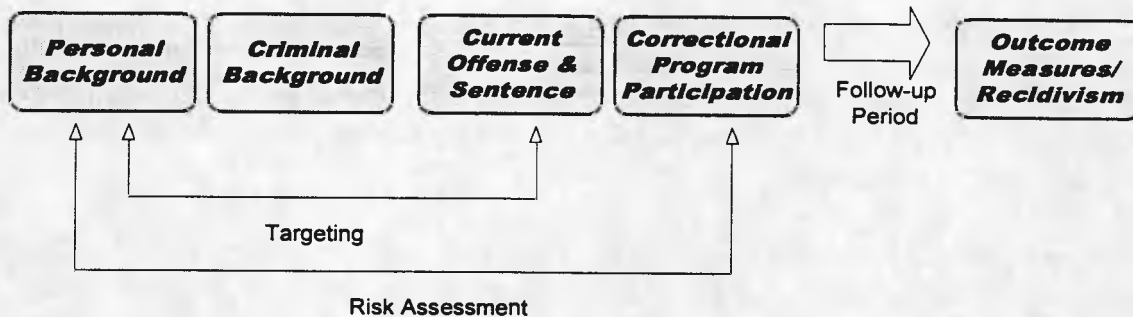 Personal
Background
Criminal
Background
Current
Offense &
Sentence
Correctional
Program
Participation
Follow-up
Period
Outcome
Measures/
Recidivism
Targeting
Risk Assessment